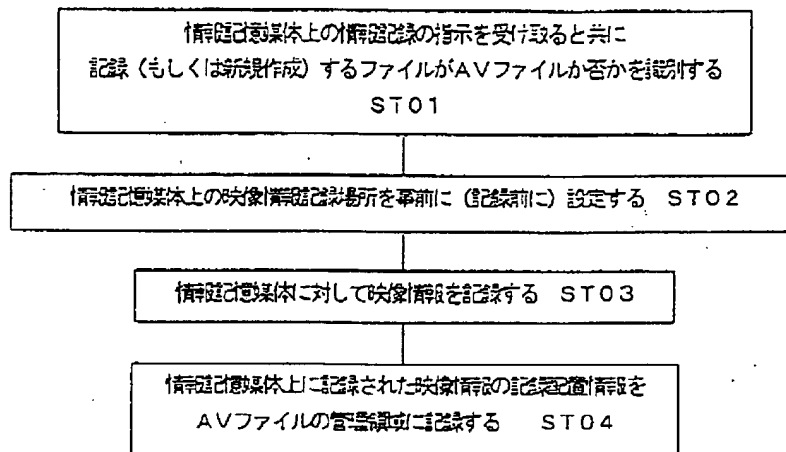 情報記憶媒体上の情報記録の指示を受け取ると共に
記録（もしくは新規作成）するファイルがAVファイルか否かを識別する
ST01
情報記憶媒体上の映像情報記録場所を事前に（記録前に）設定する ST02
情報記憶媒体に対して映像情報を記録する ST03
情報記憶媒体上に記録された映像情報の記録配置情報を
AVファイルの管理領域に記録する ST04